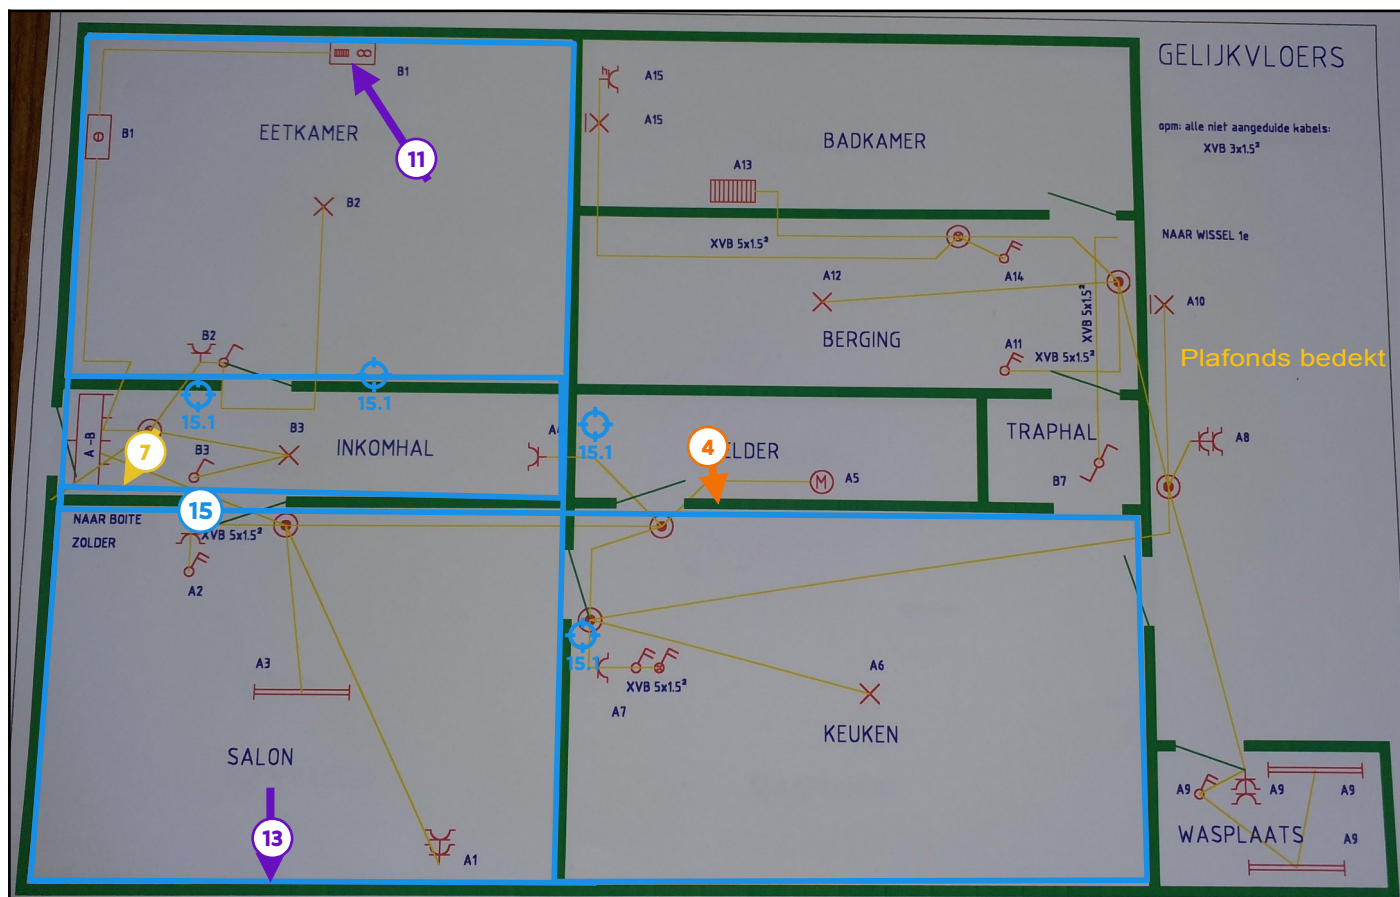 GELIJKVLOERS
opm: alle niet aangeduide kabels:
XVB 3x1.5²
B1
B1
EETKAMER
11
B2
A15
A15
BADKAMER
A13
XVB 5x1.5²
NAAR WISSEL 1e
A14
A12
XVB 5x1.5²
A10
BERGING
A11
XVB 5x1.5²
Plafonds bedekt
B2
15.1
15.1
15.1
A-B
7
B3
B3
INKOMHAL
4
ELDER
A5
M
TRAPHAL
B7
A8
15
NAAR BOITE
ZOLDER
XVB 5x1.5²
A2
A3
15.1
XVB 5x1.5²
A7
A6
KEUKEN
SALON
13
A1
A9
A9
A9
WASPLAATS
A9